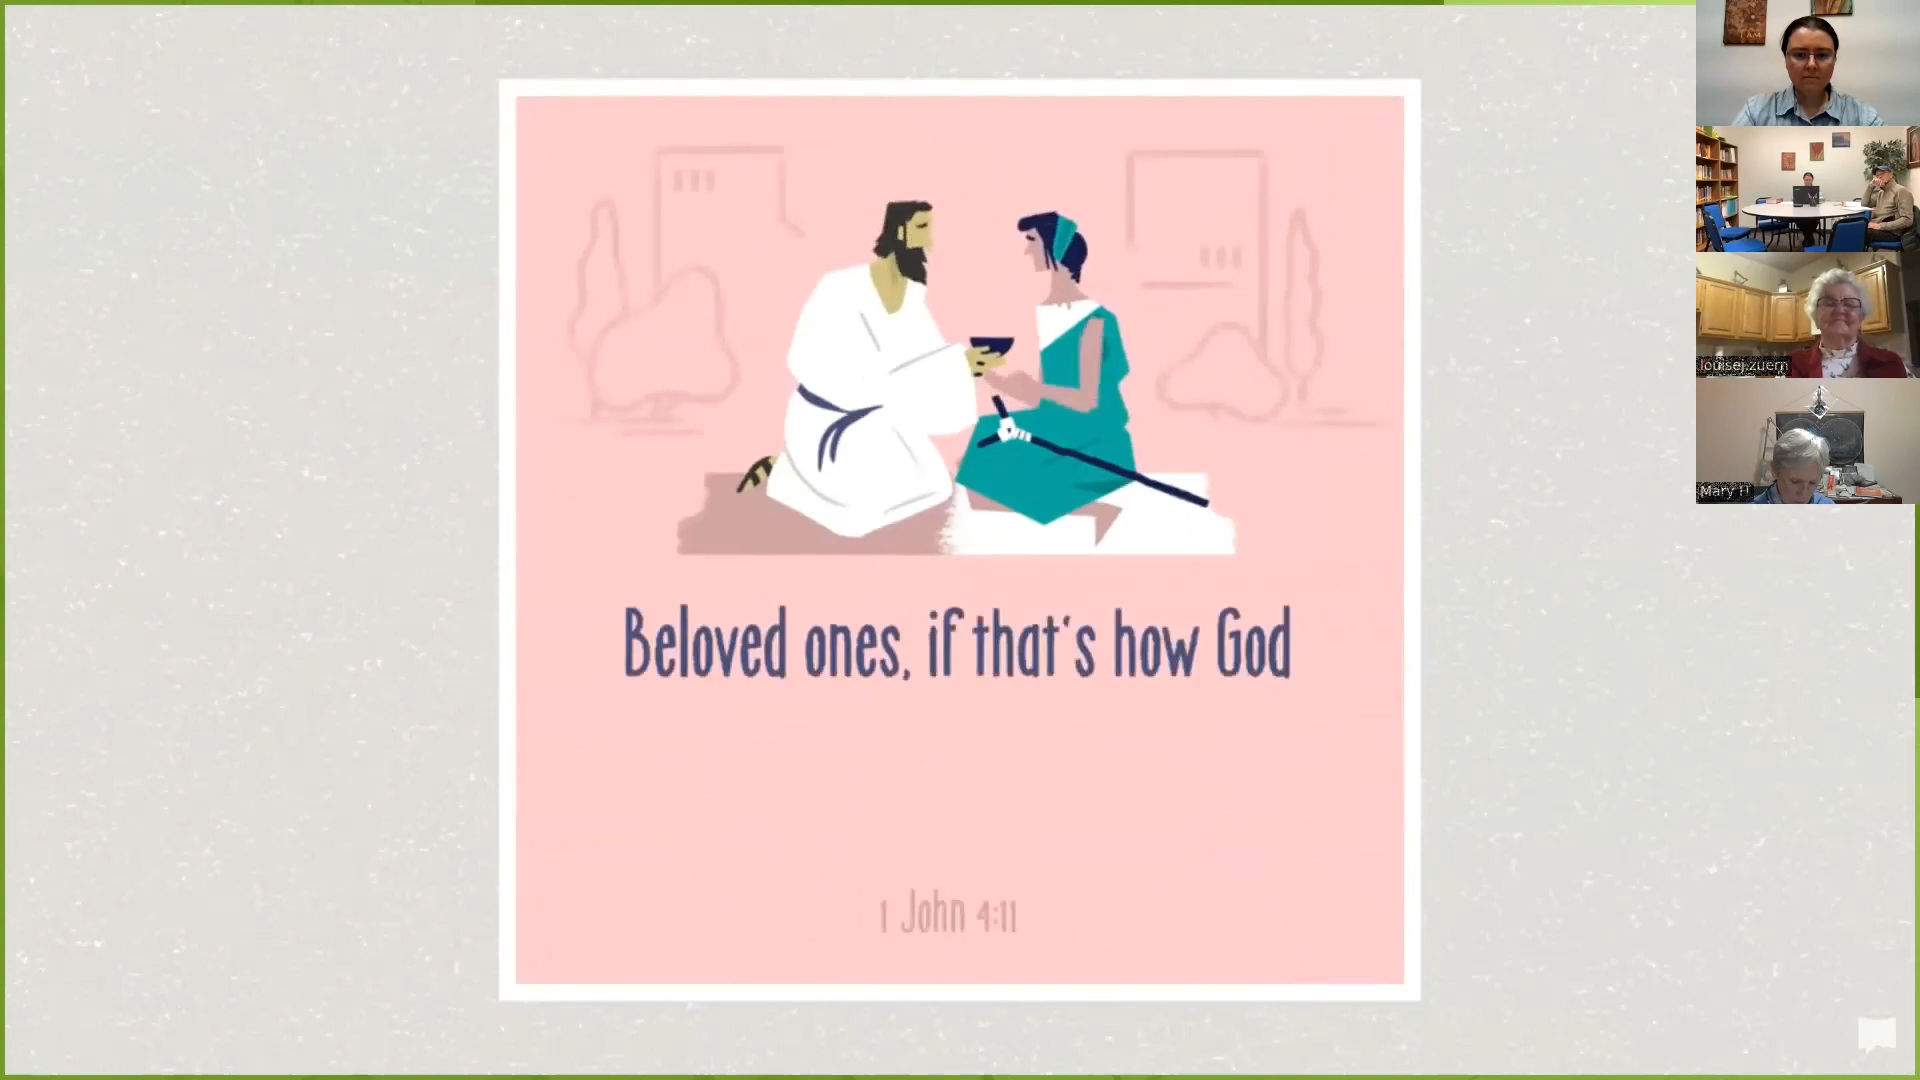 Beloved ones, if that's how God
1 John 4:11
louisej.zuern
Mary H